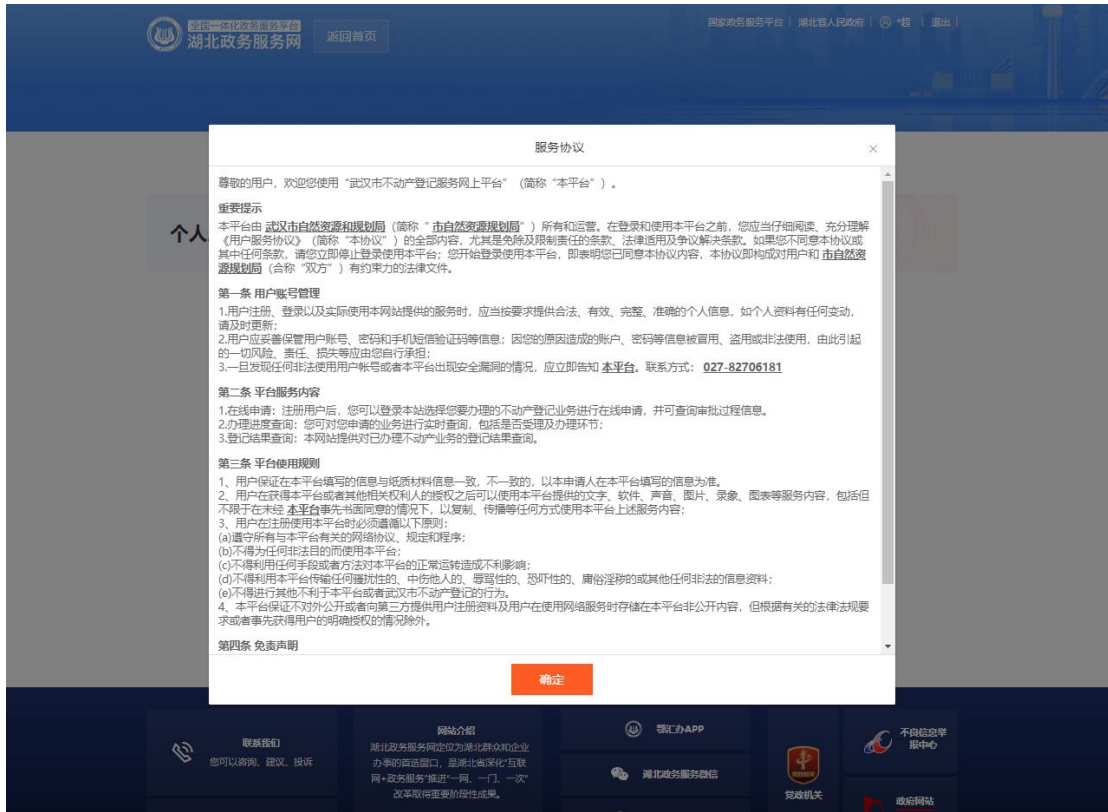 全国一体化政务服务平台
湖北政务服务网
返回首页
国家政务服务平台 | 湖北省人民政府 | *超 | 退出 |
个人
服务协议
×
尊敬的用户，欢迎您使用“武汉市不动产登记服务网上平台”（简称“本平台”）。
重要提示
本平台由 武汉市自然资源和规划局（简称“ 市自然资源规划局”）所有和运营。在登录和使用本平台之前，您应当仔细阅读、充分理解
《用户服务协议》（简称“本协议”）的全部内容，尤其是免除及限制责任的条款、法律适用及争议解决条款。如果您不同意本协议或
其中任何条款，请您立即停止登录使用本平台；您开始登录使用本平台，即表明您已同意本协议内容，本协议即构成对用户和 市自然资
源规划局（合称“双方”）有约束力的法律文件。
第一条 用户账号管理
1.用户注册、登录以及实际使用本网站提供的服务时，应当按要求提供合法、有效、完整、准确的个人信息，如个人资料有任何变动，
请及时更新；
2.用户应妥善保管用户账号、密码和手机短信验证码等信息；因您的原因造成的账户、密码等信息被冒用、盗用或非法使用，由此引起
的一切风险、责任、损失等应由您自行承担；
3.一旦发现任何非法使用用户帐号或者本平台出现安全漏洞的情况，应立即告知 本平台。联系方式： 027-82706181
第二条 平台服务内容
1.在线申请：注册用户后，您可以登录本站选择您要办理的不动产登记业务进行在线申请，并可查询审批过程信息。
2.办理进度查询：您可对您申请的业务进行实时查询，包括是否受理及办理环节；
3.登记结果查询：本网站提供对已办理不动产业务的登记结果查询。
第三条 平台使用规则
1、用户保证在本平台填写的信息与纸质材料信息一致，不一致的，以本申请人在本平台填写的信息为准。
2、用户在获得本平台或者其他相关权利人的授权之后可以使用本平台提供的文字、软件、声音、图片、录象、图表等服务内容，包括但
不限于在未经 本平台事先书面同意的情况下，以复制、传播等任何方式使用本平台上述服务内容；
3、用户在注册使用本平台时必须遵循以下原则：
(a)遵守所有与本平台有关的网络协议、规定和程序；
(b)不得为任何非法目的而使用本平台；
(c)不得利用任何手段或者方法对本平台的正常运转造成不利影响；
(d)不得利用本平台传输任何骚扰性的、中伤他人的、辱骂性的、恐吓性的、庸俗淫秽的或其他任何非法的信息资料；
(e)不得进行其他不利于本平台或者武汉市不动产登记的行为。
4、本平台保证不对外公开或者向第三方提供用户注册资料及用户在使用网络服务时存储在本平台非公开内容，但根据有关的法律法规要
求或者事先获得用户的明确授权的情况除外。
第四条 免责声明
确定
联系我们
您可以咨询、建议、投诉
网站介绍
湖北政务服务网定位为湖北群众和企业
办事的首选窗口，是湖北省深化“互联
网+政务服务”推进“一网、一门、一次”
改革取得重要阶段性成果。
鄂汇办APP
湖北政务服务微信
党政机关
不良信息举
报中心
政府网站